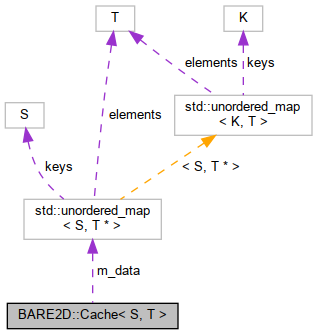 T
K
elements
keys
S
elements
std::unordered_map
< K, T >
keys
< S, T * >
std::unordered_map
< S, T * >
m_data
BARE2D::Cache< S, T >